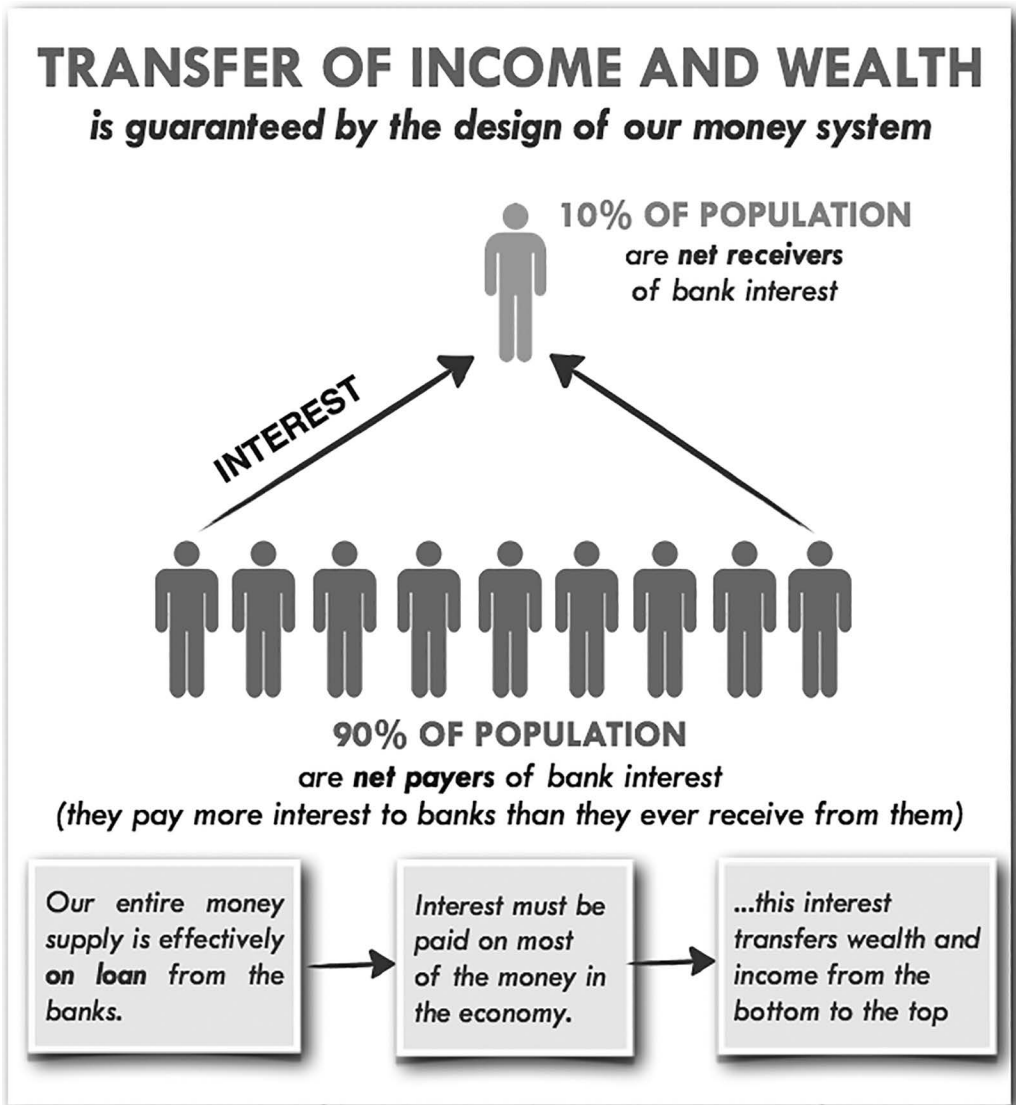 TRANSFER OF INCOME AND WEALTH
is guaranteed by the design of our money system
10% OF POPULATION
are net receivers
of bank interest
INTEREST
90% OF POPULATION
are net payers of bank interest
(they pay more interest to banks than they ever receive from them)
Our entire money
supply is effectively
on loan from the
banks.
Interest must be
paid on most
of the money in
the economy.
...this interest
transfers wealth and
income from the
bottom to the top